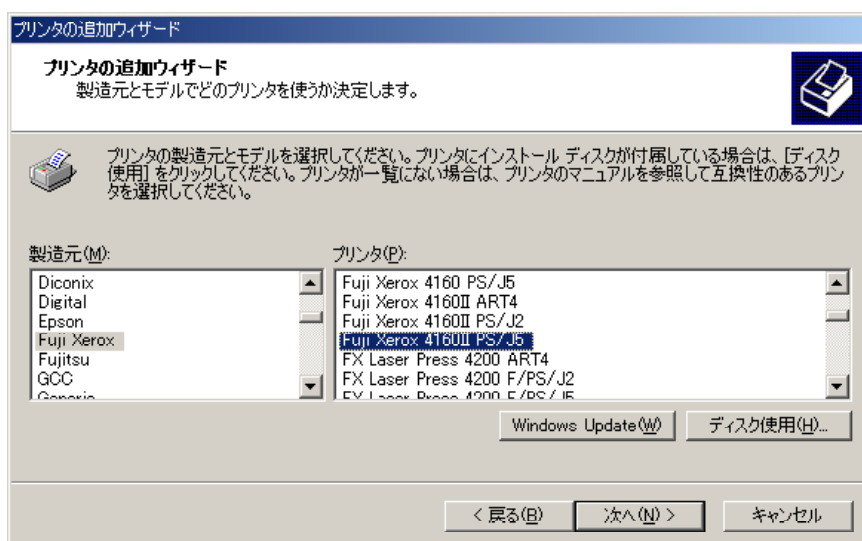 プリンタの追加ウィザード
プリンタの追加ウィザード
製造元とモデルでどのプリンタを使うか決定します。
プリンタの製造元とモデルを選択してください。プリンタにインストール ディスクが付属している場合は、[ディスク
使用] をクリックしてください。プリンタが一覧にない場合は、プリンタのマニュアルを参照して互換性のあるプリン
タを選択してください。
製造元(M):
Diconix
Digital
Epson
Fuji Xerox
Fujitsu
GCC
Generic
プリンタ(P):
Fuji Xerox 4160 PS/J5
Fuji Xerox 4160II ART4
Fuji Xerox 4160II PS/J2
Fuji Xerox 4160II PS/J5
FX Laser Press 4200 ART4
FX Laser Press 4200 F/PS/J2
FX Laser Press 4200 F/PS/J5
Windows Update(W)
ディスク使用(H)...
< 戻る(B)
次へ(N) >
キャンセル